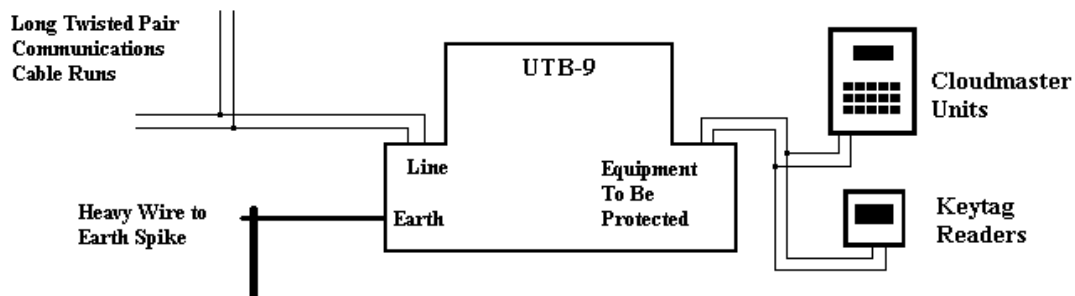 Long Twisted Pair
Communications
Cable Runs
UTB-9
Cloudmaster
Units
Line
Equipment
To Be
Protected
Earth
Heavy Wire to
Earth Spike
Keytag
Readers